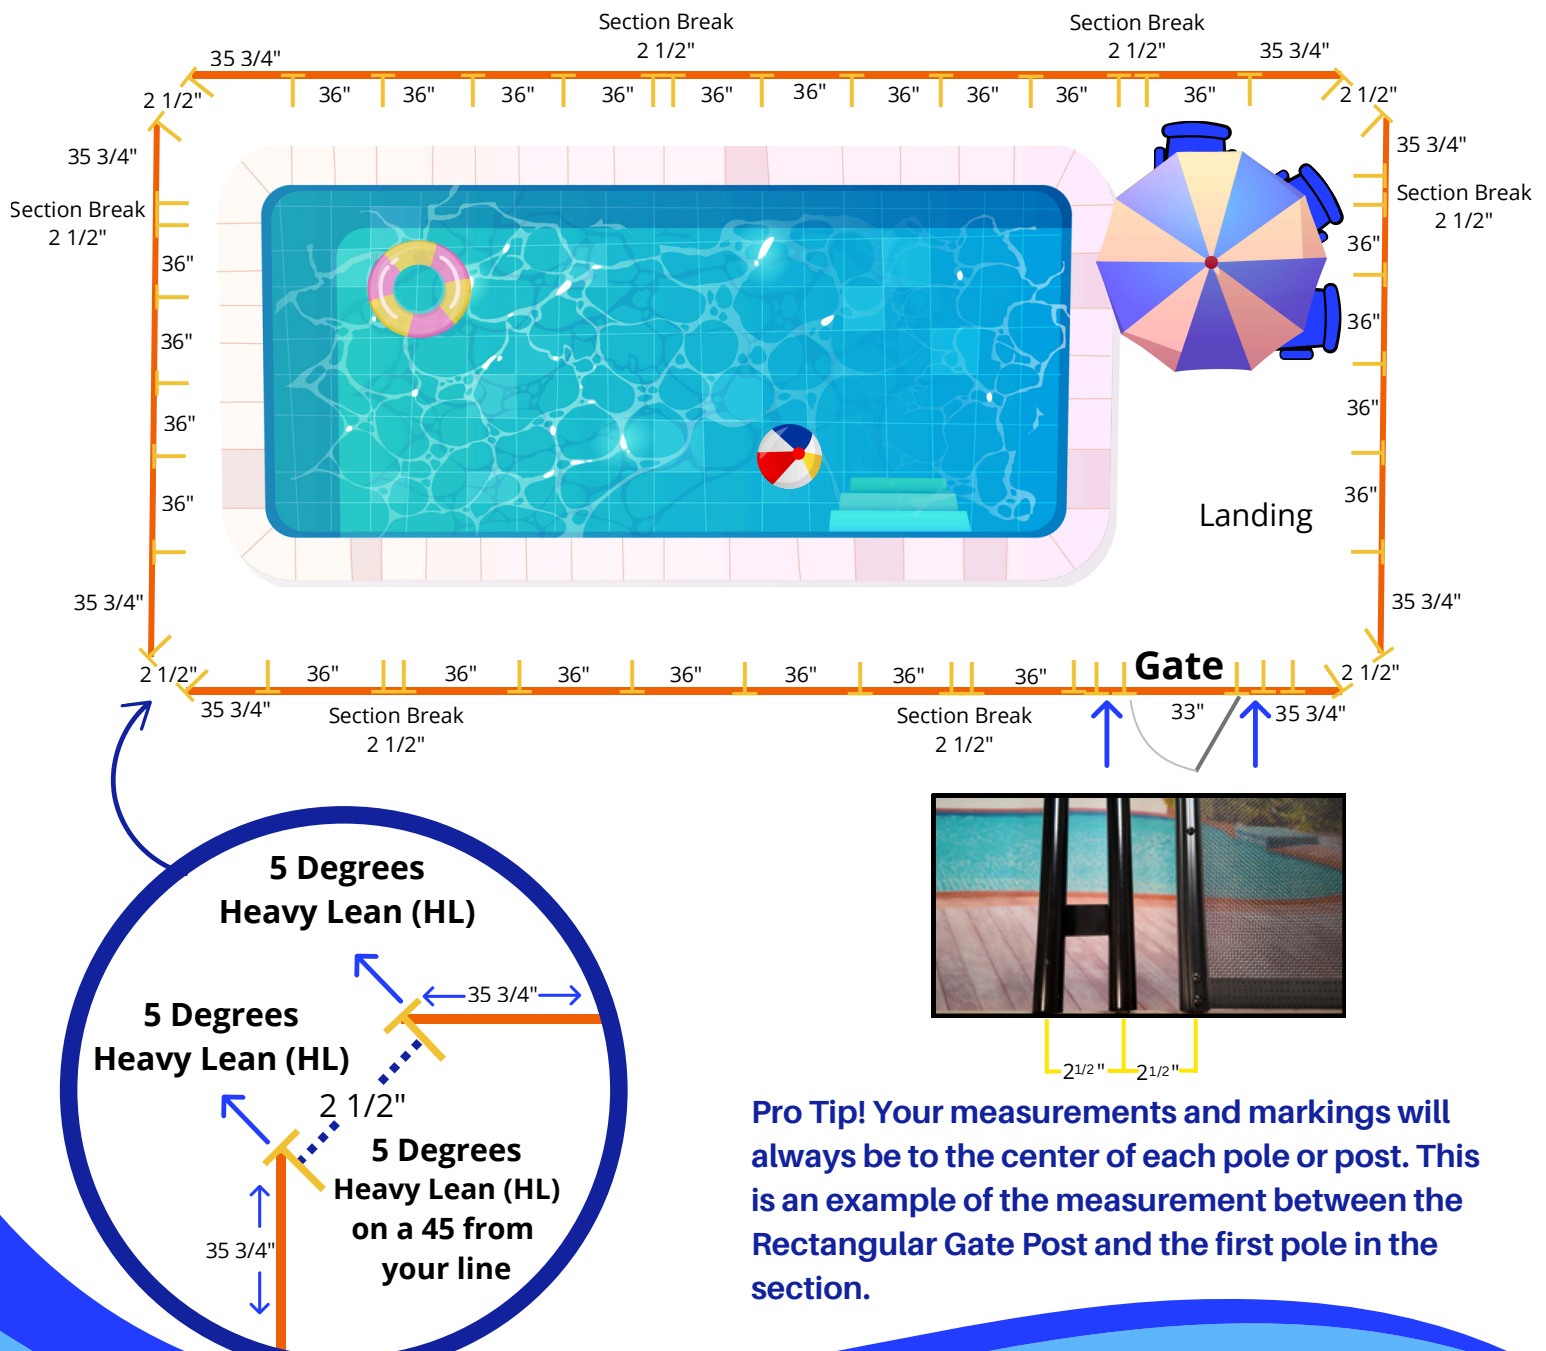 Section Break
2 1/2"
Section Break
2 1/2"
35 3/4"
35 3/4"
2 1/2"
36"
36"
36"
36"
36"
36"
36"
36"
36"
36"
2 1/2"
35 3/4"
Section Break
2 1/2"
36"
36"
36"
36"
35 3/4"
35 3/4"
Section Break
2 1/2"
36"
36"
36"
36"
35 3/4"
Landing
2 1/2"
36"
36"
36"
36"
36"
36"
Gate
2 1/2"
35 3/4"
Section Break
2 1/2"
Section Break
2 1/2"
33"
35 3/4"
5 Degrees
Heavy Lean (HL)
35 3/4"
5 Degrees
Heavy Lean (HL)
2 1/2"
5 Degrees
Heavy Lean (HL)
on a 45 from
your line
35 3/4"
2 1/2"
2 1/2"
Pro Tip! Your measurements and markings will
always be to the center of each pole or post. This
is an example of the measurement between the
Rectangular Gate Post and the first pole in the
section.